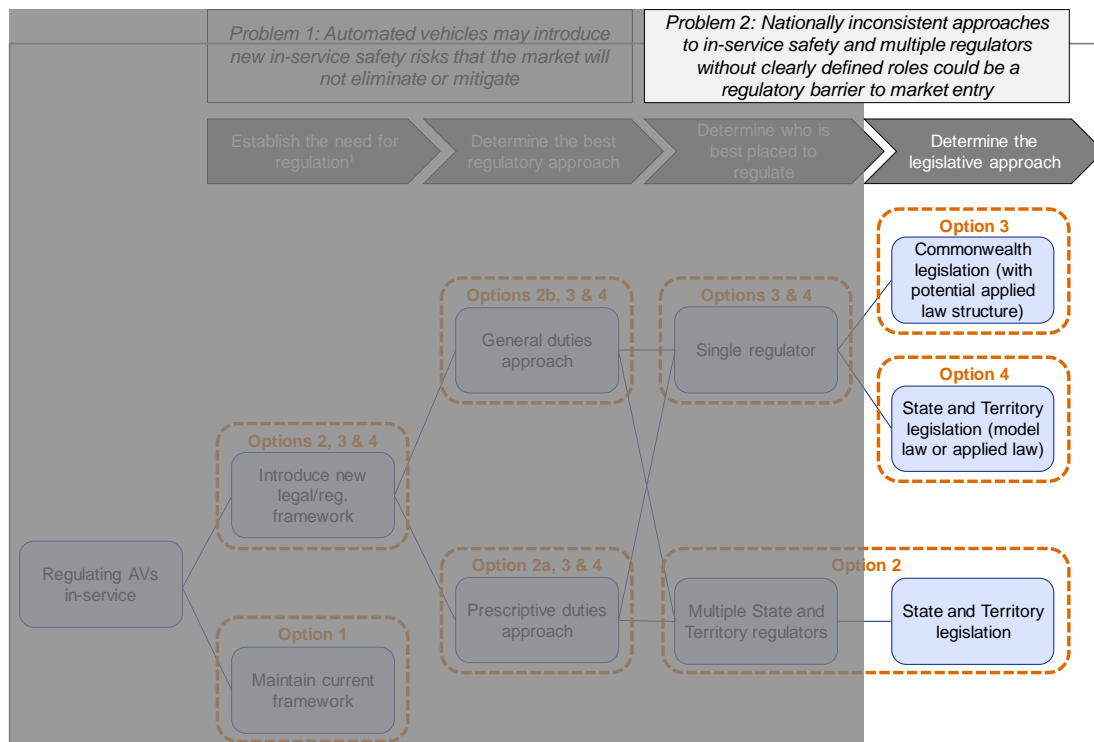 Problem 1: Automated vehicles may introduce
new in-service safety risks that the market will
not eliminate or mitigate
Problem 2: Nationally inconsistent approaches
to in-service safety and multiple regulators
without clearly defined roles could be a
regulatory barrier to market entry
Establish the need for
regulation¹
Determine the best
regulatory approach
Determine who is
best placed to
regulate
Determine the
legislative approach
Option 3
Commonwealth
legislation (with
potential applied
law structure)
Options 2b, 3 & 4
General duties
approach
Options 3 & 4
Single regulator
Option 4
State and Territory
legislation (model
law or applied law)
Options 2, 3 & 4
Introduce new
legal/reg.
framework
Regulating AVs
in-service
Option 2a, 3 & 4
Prescriptive duties
approach
Option 2
Multiple State and
Territory regulators
State and Territory
legislation
Option 1
Maintain current
framework